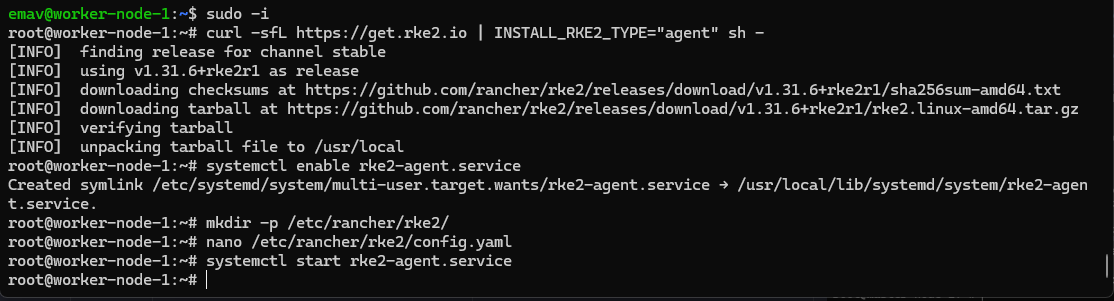 emav@worker-node-1:~$ sudo -i
root@worker-node-1:~# curl -sfL https://get.rke2.io | INSTALL_RKE2_TYPE="agent" sh -
[INFO]  finding release for channel stable
[INFO]  using v1.31.6+rke2r1 as release
[INFO]  downloading checksums at https://github.com/rancher/rke2/releases/download/v1.31.6+rke2r1/sha256sum-amd64.txt
[INFO]  downloading tarball at https://github.com/rancher/rke2/releases/download/v1.31.6+rke2r1/rke2.linux-amd64.tar.gz
[INFO]  verifying tarball
[INFO]  unpacking tarball file to /usr/local
root@worker-node-1:~# systemctl enable rke2-agent.service
Created symlink /etc/systemd/system/multi-user.target.wants/rke2-agent.service → /usr/local/lib/systemd/system/rke2-agen
t.service.
root@worker-node-1:~# mkdir -p /etc/rancher/rke2/
root@worker-node-1:~# nano /etc/rancher/rke2/config.yaml
root@worker-node-1:~# systemctl start rke2-agent.service
root@worker-node-1:~#